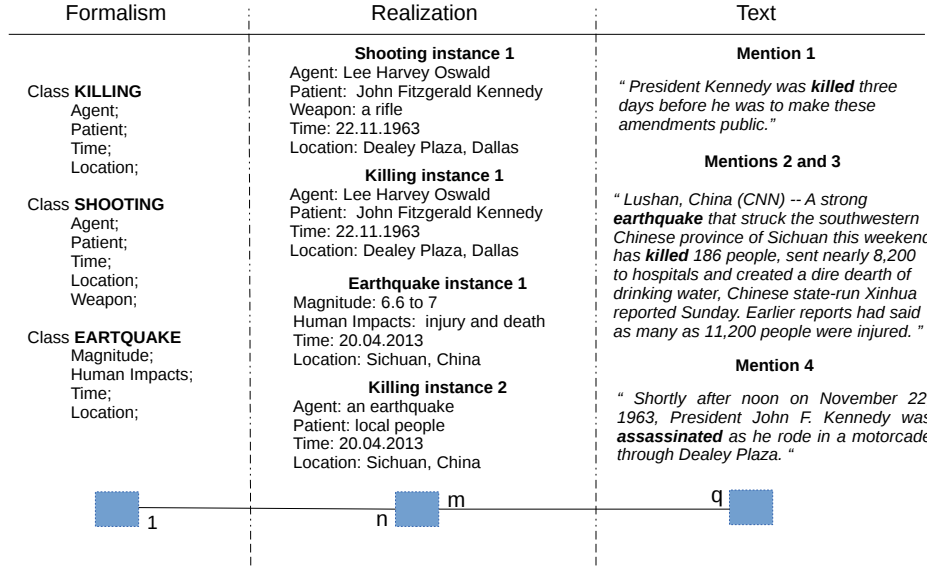 Formalism
Realization
Text
Class KILLING
Agent;
Patient;
Time;
Location;
Class SHOOTING
Agent;
Patient;
Time;
Location;
Weapon;
Class EARTQUAKE
Magnitude;
Human Impacts;
Time;
Location;
Shooting instance 1
Agent: Lee Harvey Oswald
Patient: John Fitzgerald Kennedy
Weapon: a rifle
Time: 22.11.1963
Location: Dealey Plaza, Dallas
Killing instance 1
Agent: Lee Harvey Oswald
Patient: John Fitzgerald Kennedy
Time: 22.11.1963
Location: Dealey Plaza, Dallas
Earthquake instance 1
Magnitude: 6.6 to 7
Human Impacts: injury and death
Time: 20.04.2013
Location: Sichuan, China
Killing instance 2
Agent: an earthquake
Patient: local people
Time: 20.04.2013
Location: Sichuan, China
Mention 1
“ President Kennedy was killed three
days before he was to make these
amendments public.”
Mentions 2 and 3
“ Lushan, China (CNN) -- A strong
earthquake that struck the southwestern
Chinese province of Sichuan this weekend
has killed 186 people, sent nearly 8,200
to hospitals and created a dire dearth of
drinking water, Chinese state-run Xinhua
reported Sunday. Earlier reports had said
as many as 11,200 people were injured. ”
Mention 4
“ Shortly after noon on November 22
1963, President John F. Kennedy was
assassinated as he rode in a motorcade
through Dealey Plaza. “
1
n
m
q